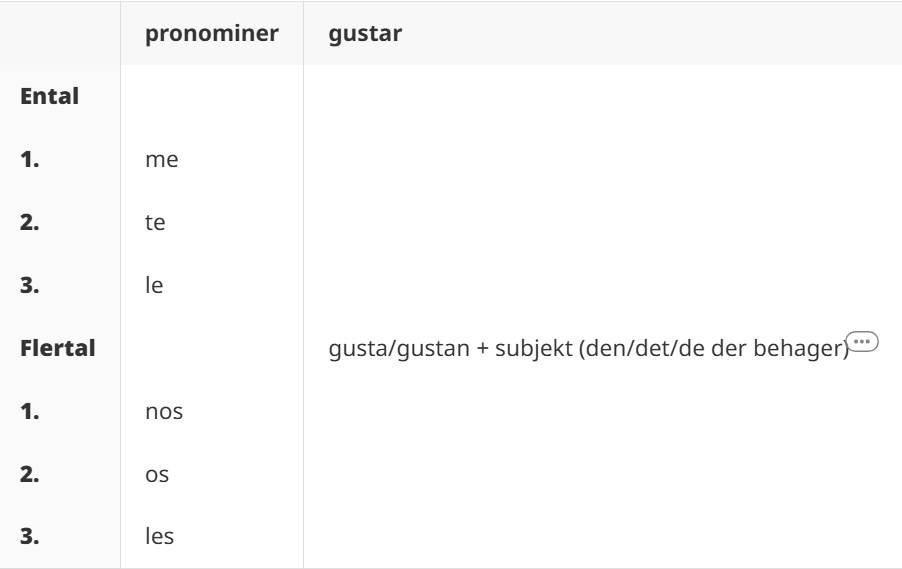 pronominer gustar
Ental
1. me
2. te
3. le
Flertal gusta/gustan + subjekt (den/det/de der behager)
1. nos
2. os
3. les